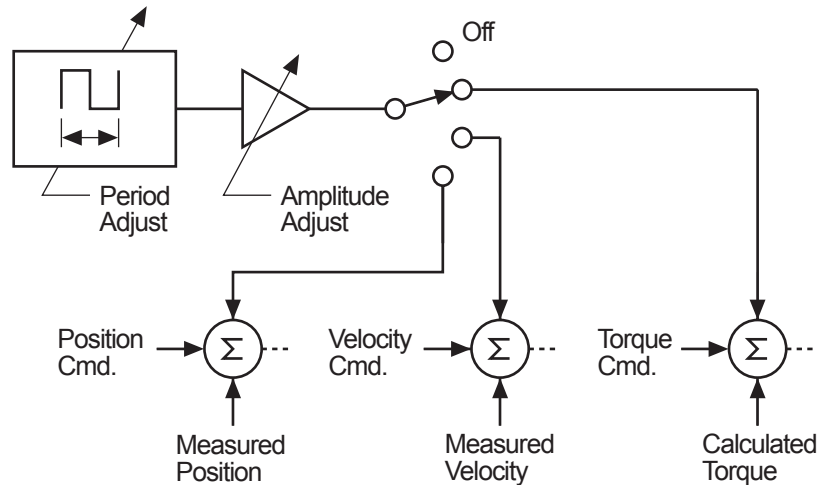 Off
Period
Adjust
Amplitude
Adjust
Position
Cmd.
Σ
Velocity
Cmd.
Σ
Torque
Cmd.
Σ
Measured
Position
Measured
Velocity
Calculated
Torque